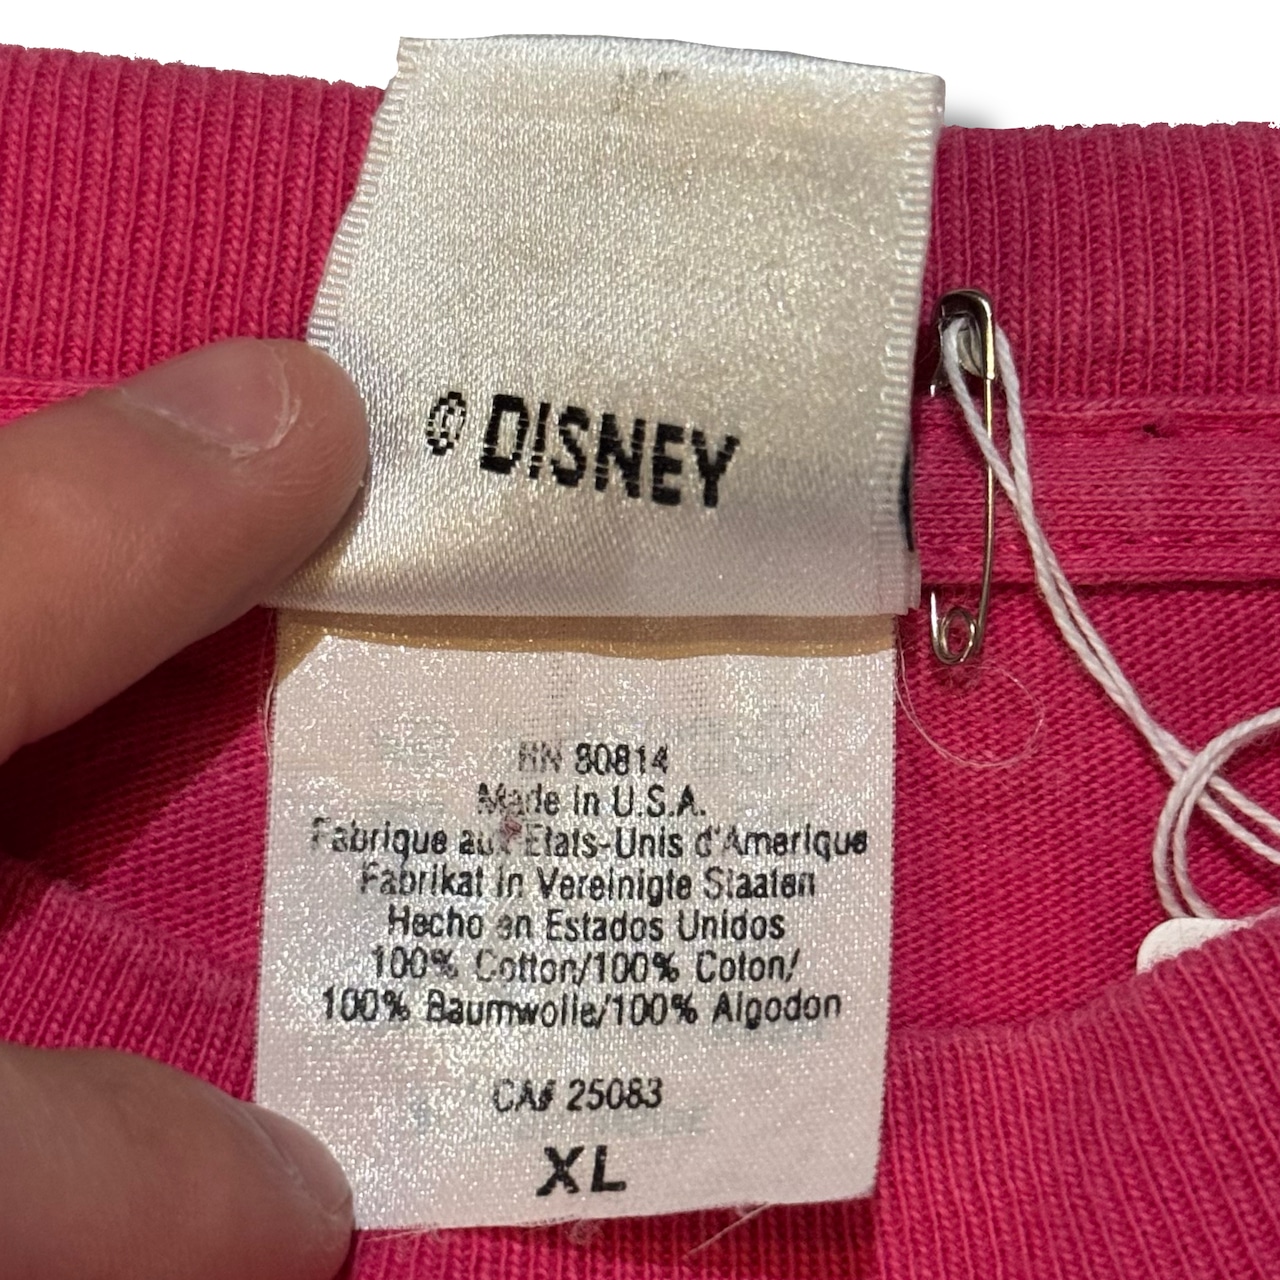 © DISNEY
RN 80814
Made in U.S.A.
Fabrique aux Etats-Unis d'Amerique
Fabrikat in Vereinigte Staaten
Hecho en Estados Unidos
100% Cotton/100% Coton/
100% Baumwolle/100% Algodon
CA# 25083
XL